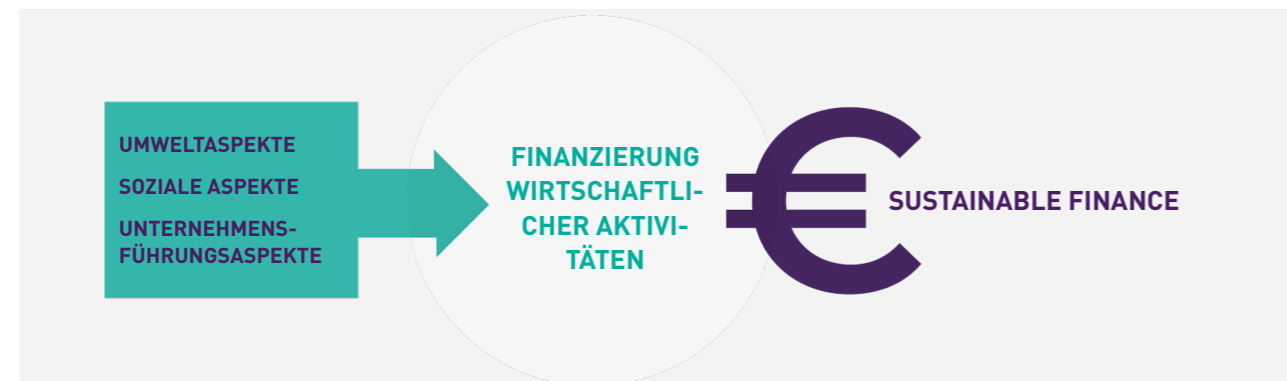 UMWELTASPEKTE
SOZIALE ASPEKTE
UNTERNEHMENS-
FÜHRUNGSASPEKTE
FINANZIERUNG
WIRTSCHAFTLI-
CHER AKTIVI-
TÄTEN
€
SUSTAINABLE FINANCE